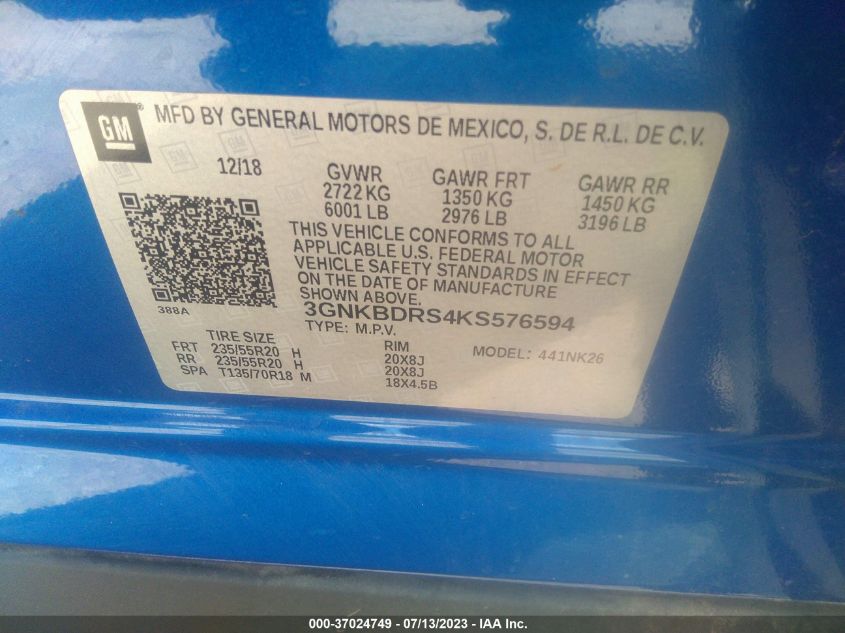 GM ® MFD BY GENERAL MOTORS DE MEXICO, S. DE R.L. DE C.V.
12/18
GVWR GAWR FRT GAWR RR
2722 KG 1350 KG 1450 KG
6001 LB 2976 LB 3196 LB
THIS VEHICLE CONFORMS TO ALL
APPLICABLE U.S. FEDERAL MOTOR
VEHICLE SAFETY STANDARDS IN EFFECT
ON THE DATE OF MANUFACTURE
SHOWN ABOVE.
388A
3GNKBDRS4KS576594
TYPE: M.P.V.
MODEL: 441NK26
TIRE SIZE RIM
FRT 235/55R20 H 20X8J
RR 235/55R20 H 20X8J
SPA T135/70R18 M 18X4.5B
000-37024749 - 07/13/2023 - IAA Inc.